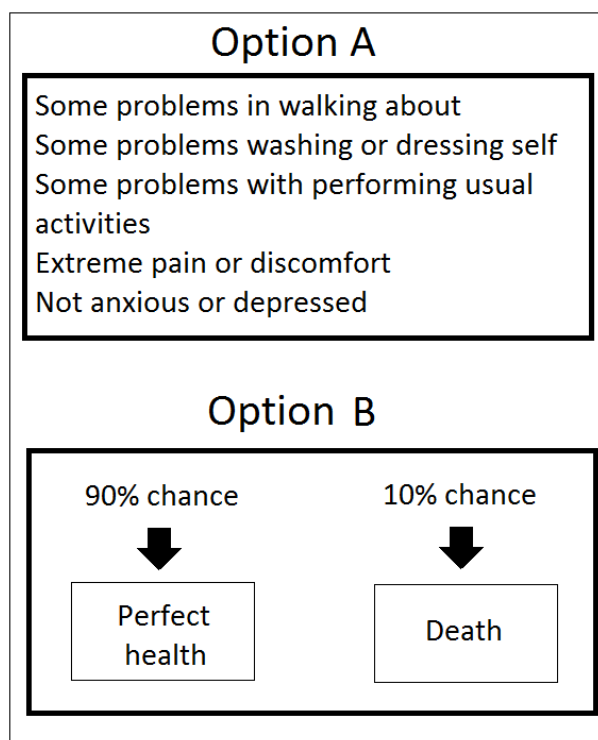 Option A
Some problems in walking about
Some problems washing or dressing self
Some problems with performing usual
activities
Extreme pain or discomfort
Not anxious or depressed
Option B
90% chance
10% chance
Perfect
health
Death